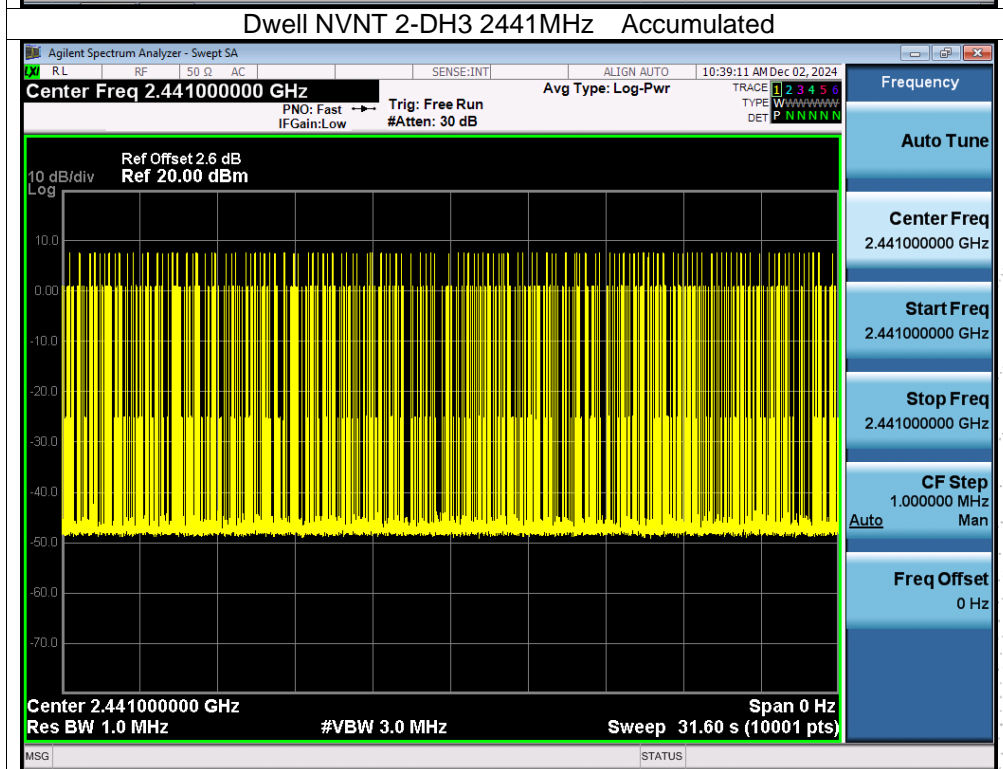 Dwell NVNT 2-DH3 2441MHz Accumulated
Agilent Spectrum Analyzer - Swept SA
LXI RL RF 50 Ω AC SENSE:INT ALIGN AUTO 10:39:11 AM Dec 02, 2024
Center Freq 2.441000000 GHz
PNO: Fast
IFGain:Low
Trig: Free Run
#Atten: 30 dB
Avg Type: Log-Pwr
TRACE 1 2 3 4 5 6
TYPE WWWWWWW
DET P N N N N N
Ref Offset 2.6 dB
10 dB/div Ref 20.00 dBm
Log
10.0
0.00
-10.0
-20.0
-30.0
-40.0
-50.0
-60.0
-70.0
Center 2.441000000 GHz Span 0 Hz
Res BW 1.0 MHz #VBW 3.0 MHz Sweep 31.60 s (10001 pts)
MSG STATUS
Frequency
Auto Tune
Center Freq
2.441000000 GHz
Start Freq
2.441000000 GHz
Stop Freq
2.441000000 GHz
CF Step
1.000000 MHz
Auto Man
Freq Offset
0 Hz